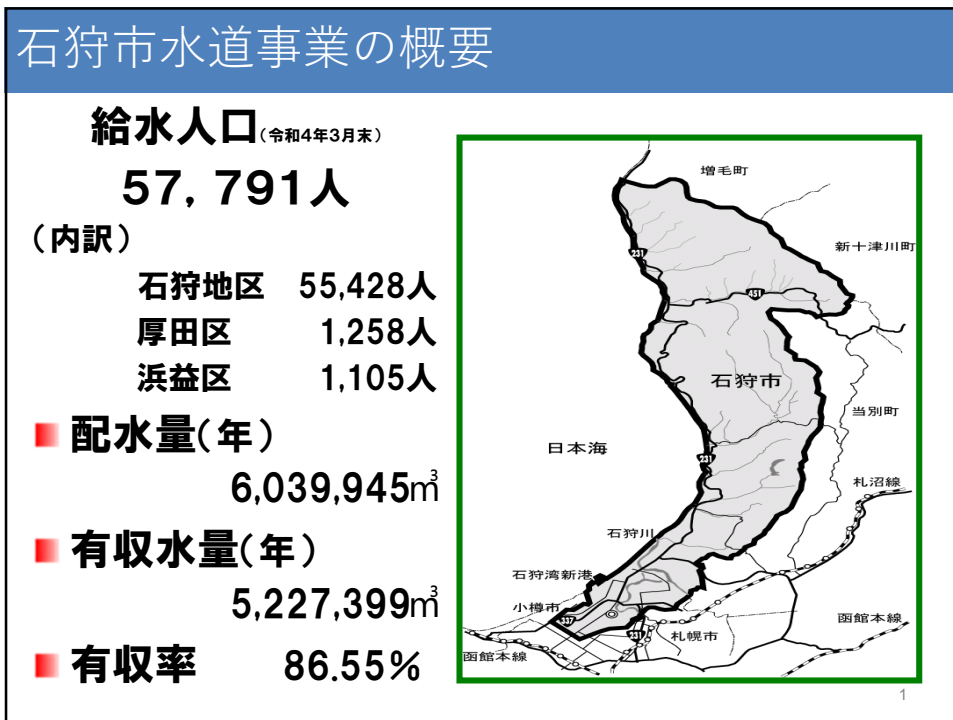 石狩市水道事業の概要
給水人口(令和4年3月末)
57,791人
(内訳)
石狩地区 55,428人
厚田区 1,258人
浜益区 1,105人
配水量(年)
6,039,945㎥
有収水量(年)
5,227,399㎥
有収率 86.55%
増毛町
新十津川町
231
451
石狩市
当別町
日本海
231
札沼線
石狩川
石狩湾新港
小樽市
337
231
札幌市
函館本線
函館本線
1